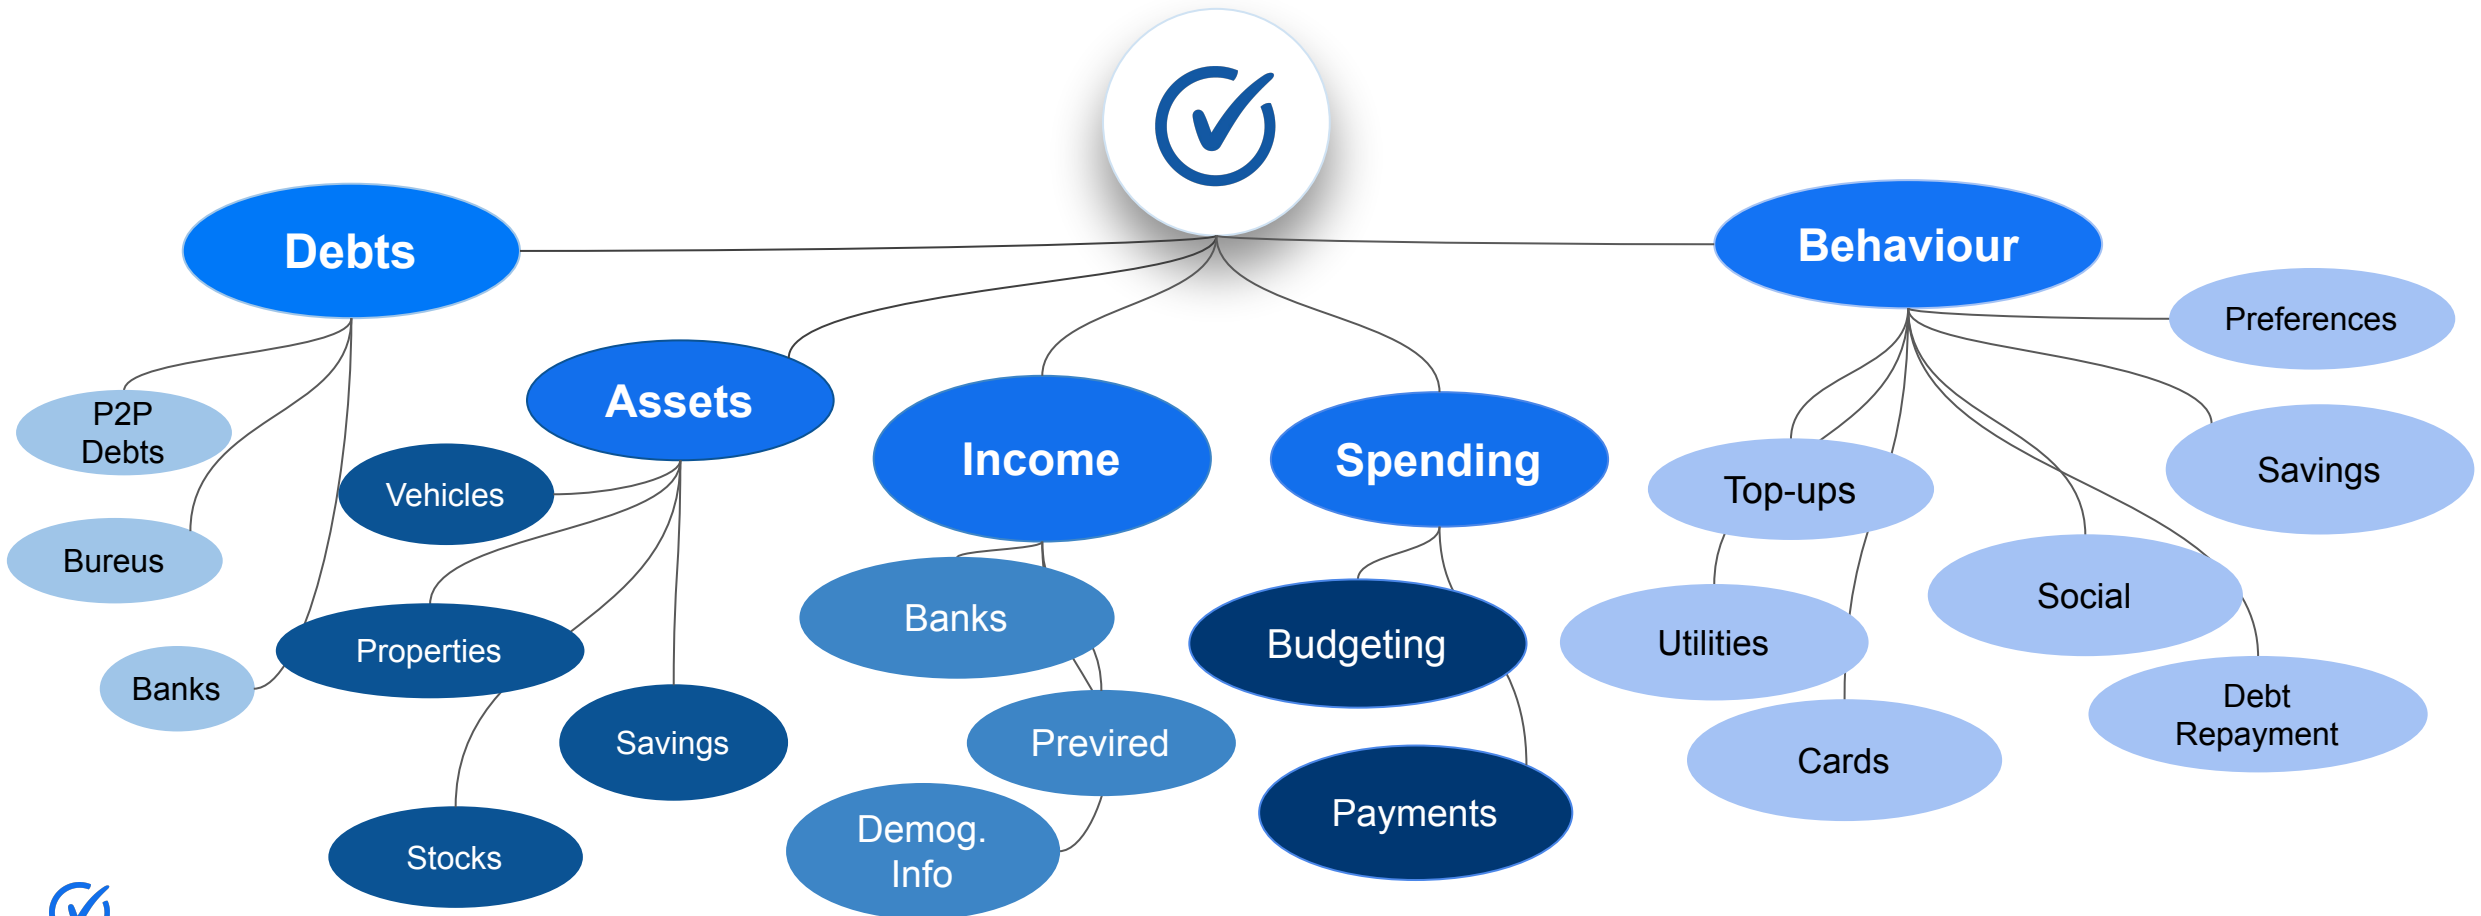 Debts
Behaviour
Preferences
Assets
P2P
Debts
Income
Spending
Savings
Vehicles
Top-ups
Bureus
Social
Banks
Budgeting
Utilities
Properties
Banks
Debt
Repayment
Savings
Previred
Cards
Payments
Demog.
Info
Stocks